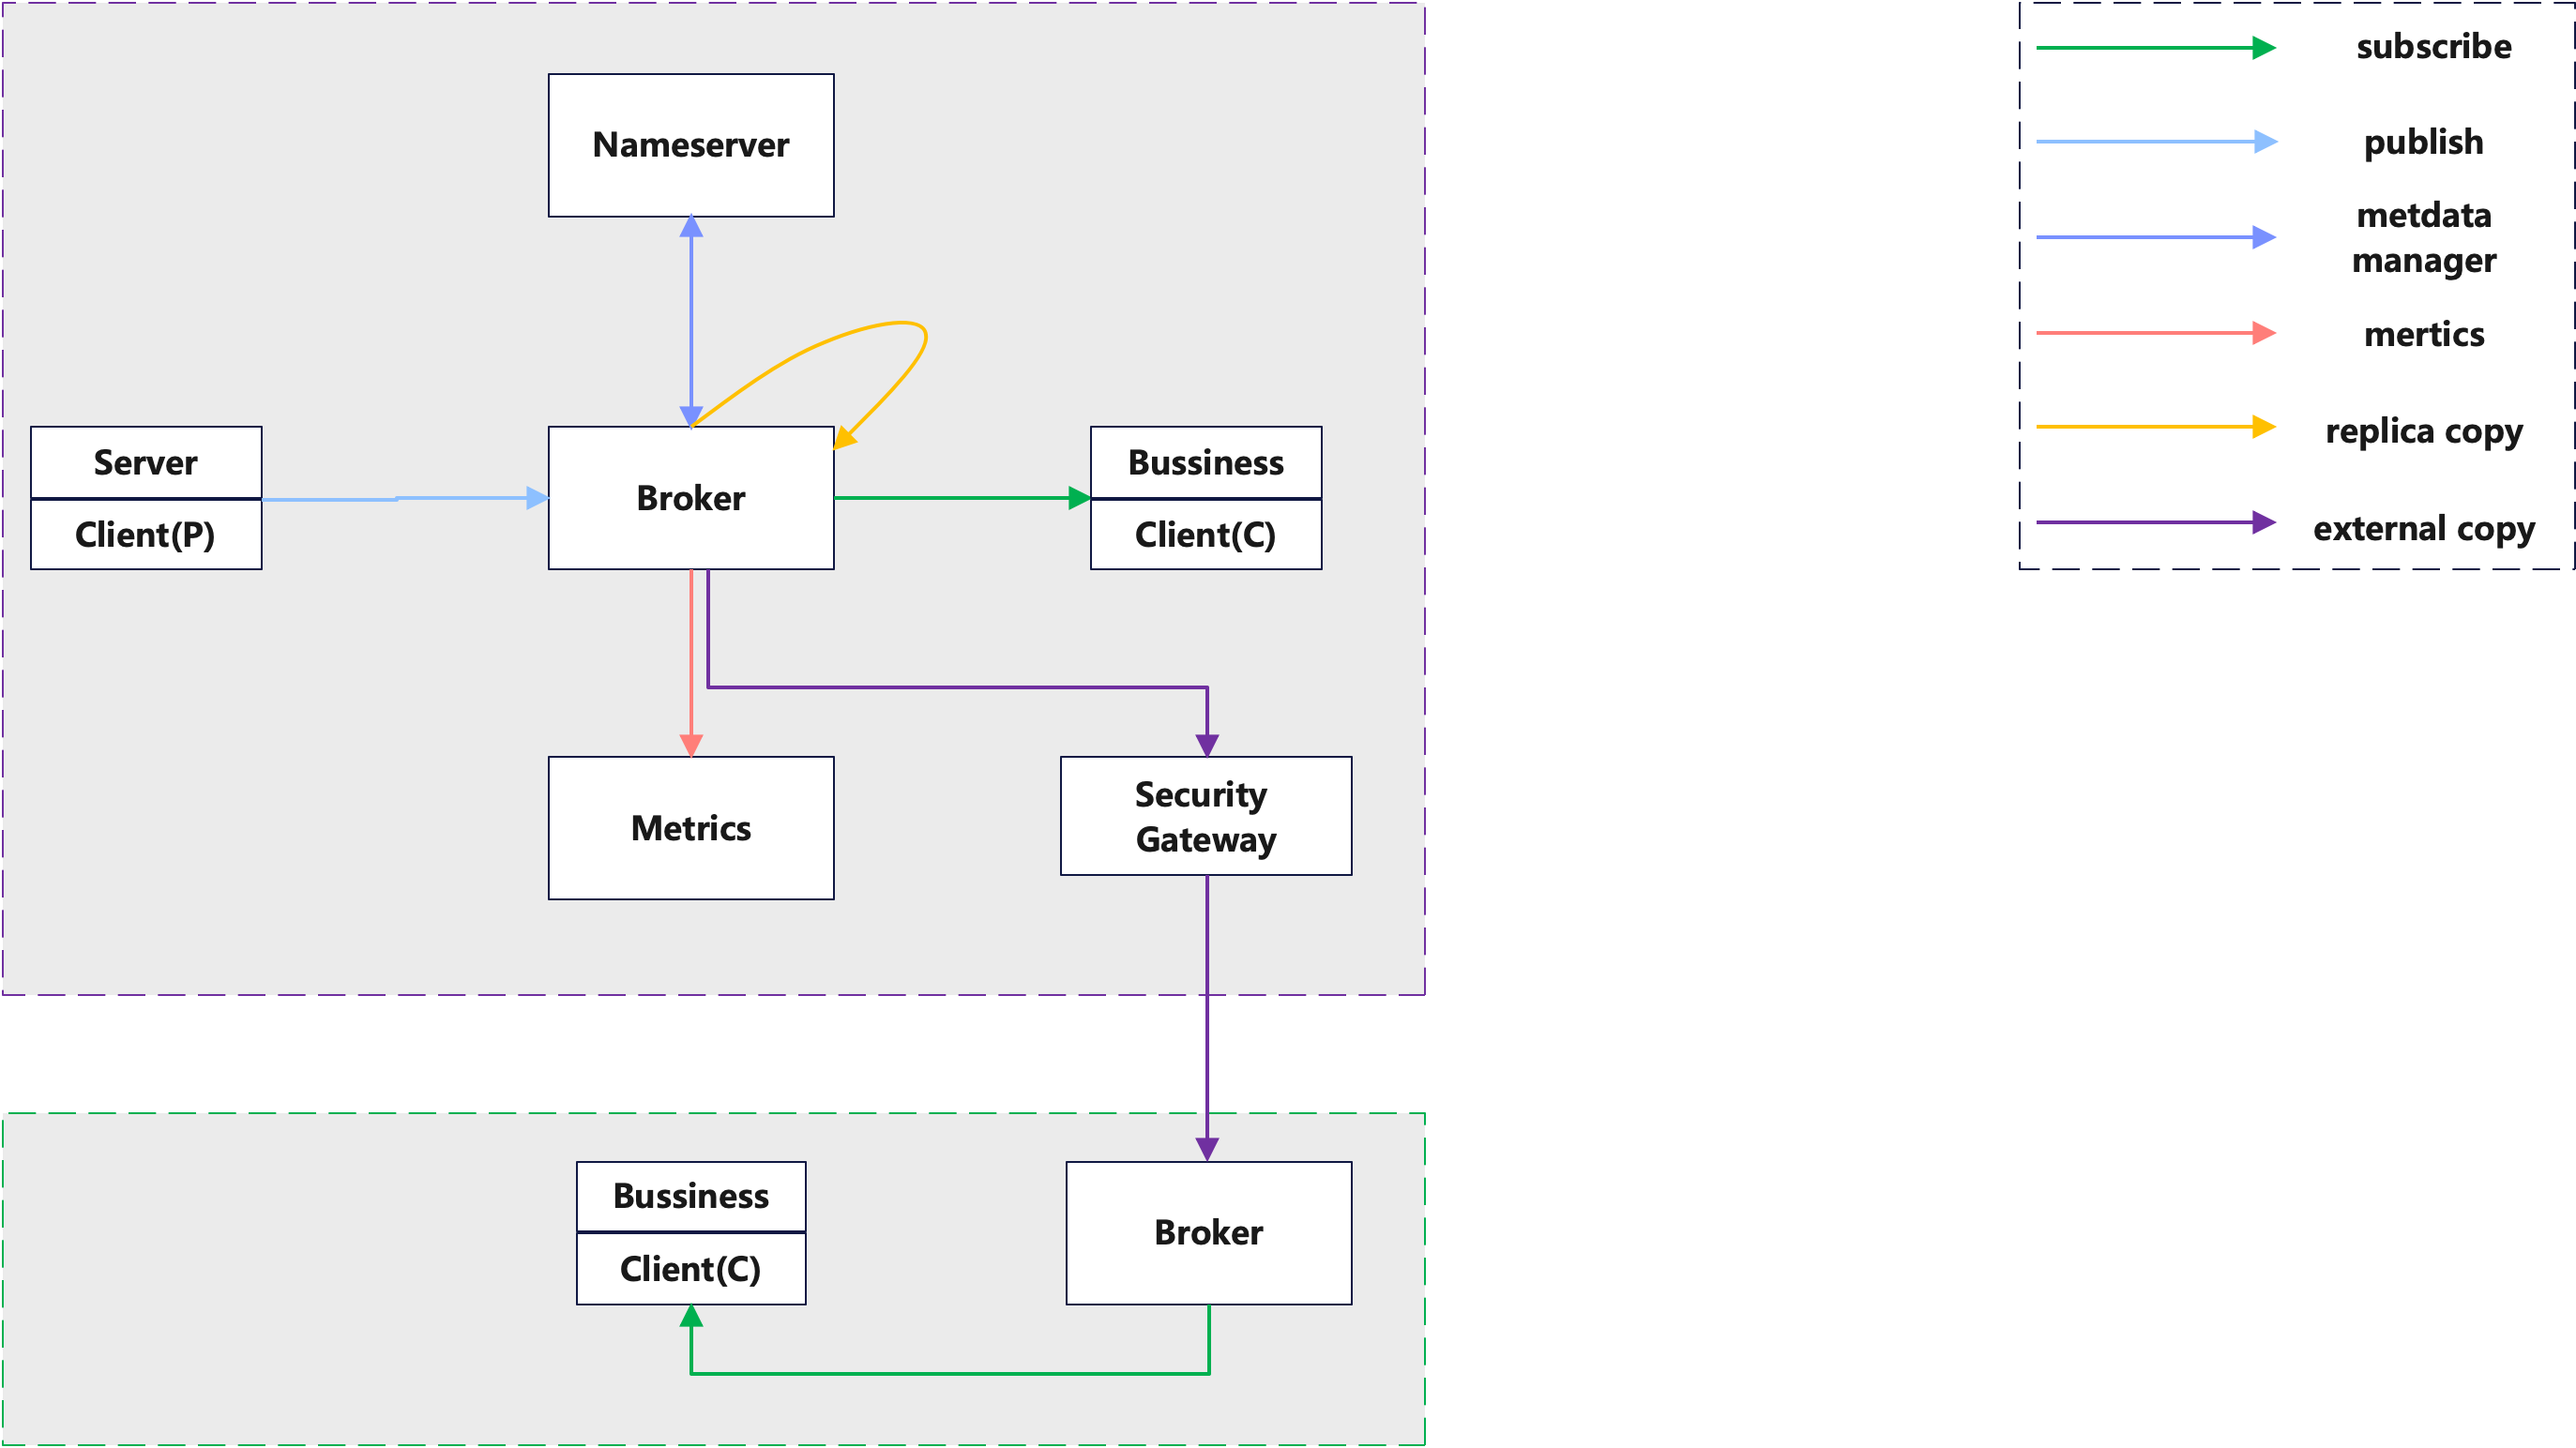 Nameserver
Server
Client(P)
Broker
Bussiness
Client(C)
Metrics
Security
Gateway
Bussiness
Client(C)
Broker
subscribe
publish
metdata
manager
mertics
replica copy
external copy